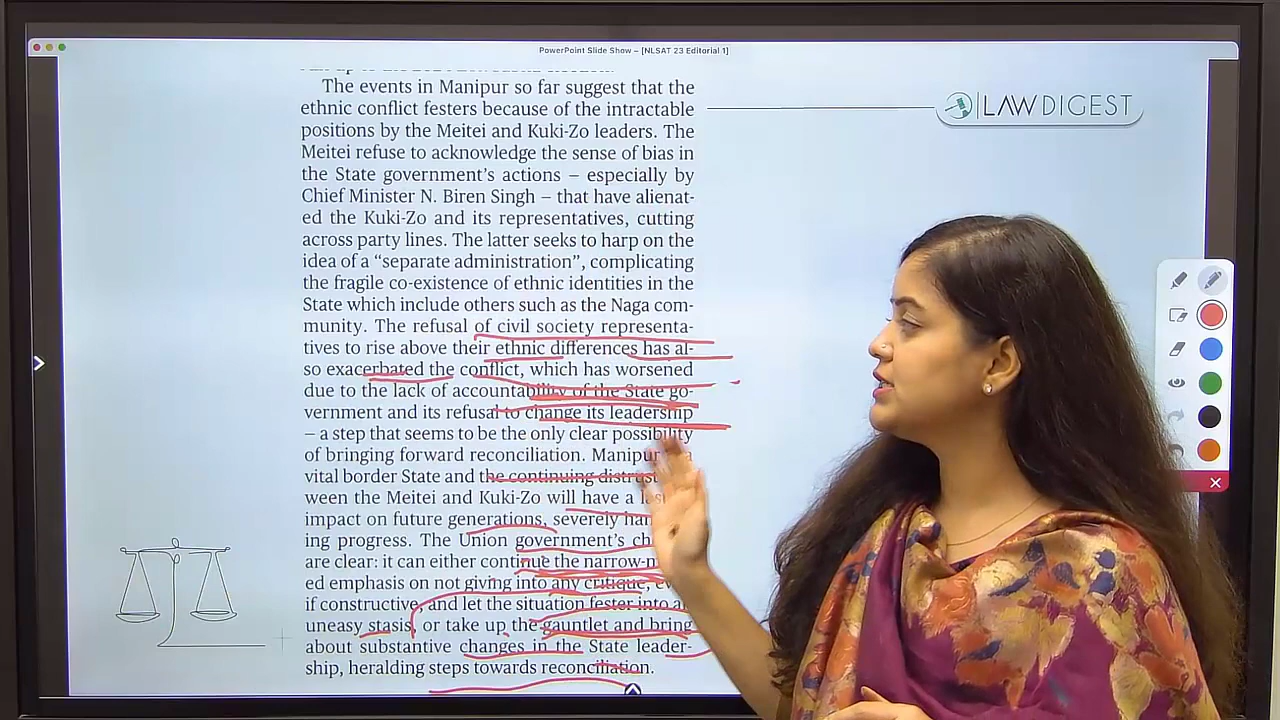 PowerPoint Slide Show – [NLSAT 23 Editorial 1]
LAWDIGEST
The events in Manipur so far suggest that the
ethnic conflict festers because of the intractable
positions by the Meitei and Kuki-Zo leaders. The
Meitei refuse to acknowledge the sense of bias in
the State government's actions – especially by
Chief Minister N. Biren Singh – that have alienat-
ed the Kuki-Zo and its representatives, cutting
across party lines. The latter seeks to harp on the
idea of a "separate administration", complicating
the fragile co-existence of ethnic identities in the
State which include others such as the Naga com-
munity. The refusal of civil society representa-
tives to rise above their ethnic differences has al-
so exacerbated the conflict, which has worsened
due to the lack of accountability of the State go-
vernment and its refusal to change its leadership
– a step that seems to be the only clear possibility
of bringing forward reconciliation. Manipur
vital border State and the continuing distrust
ween the Meitei and Kuki-Zo will have a
impact on future generations, severely
ing progress. The Union government's
are clear: it can either continue the
ed emphasis on not giving into any critique,
if constructive, and let the situation fester into
uneasy stasis, or take up the gauntlet and bring
about substantive changes in the State leader-
ship, heralding steps towards reconciliation.